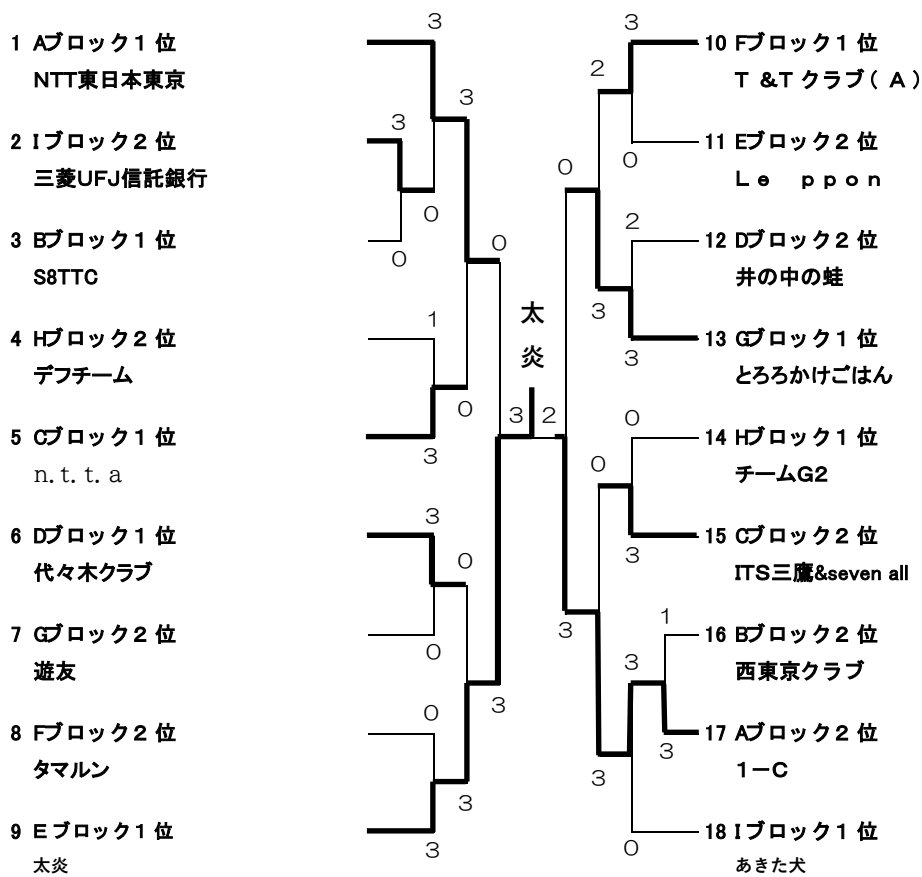 1 Aブロック1位
NTT東日本東京
2 Iブロック2位
三菱UFJ信託銀行
3 Bブロック1位
S8TTC
4 Hブロック2位
デフチーム
5 Cブロック1位
n.t.t.a
6 Dブロック1位
代々木クラブ
7 Gブロック2位
遊友
8 Fブロック2位
タマルン
9 Eブロック1位
太炎
3
3
3
0
0
0
1
0
3
3
0
0
0
3
3
3
太
炎
3 2
3
2
0
0
2
3
3
0
0
3
3
1
3
3
3
0
10 Fブロック1位
T &T クラブ( A )
11 Eブロック2位
Le ppon
12 Dブロック2位
井の中の蛙
13 Gブロック1位
とろろかけごはん
14 Hブロック1位
チームG2
15 Cブロック2位
ITS三鷹&seven all
16 Bブロック2位
西東京クラブ
17 Aブロック2位
1-C
18 Iブロック1位
あきた犬